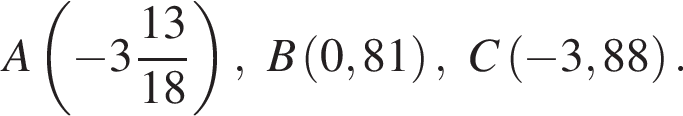 A(−3 13/18), B(0,81), C(−3,88).